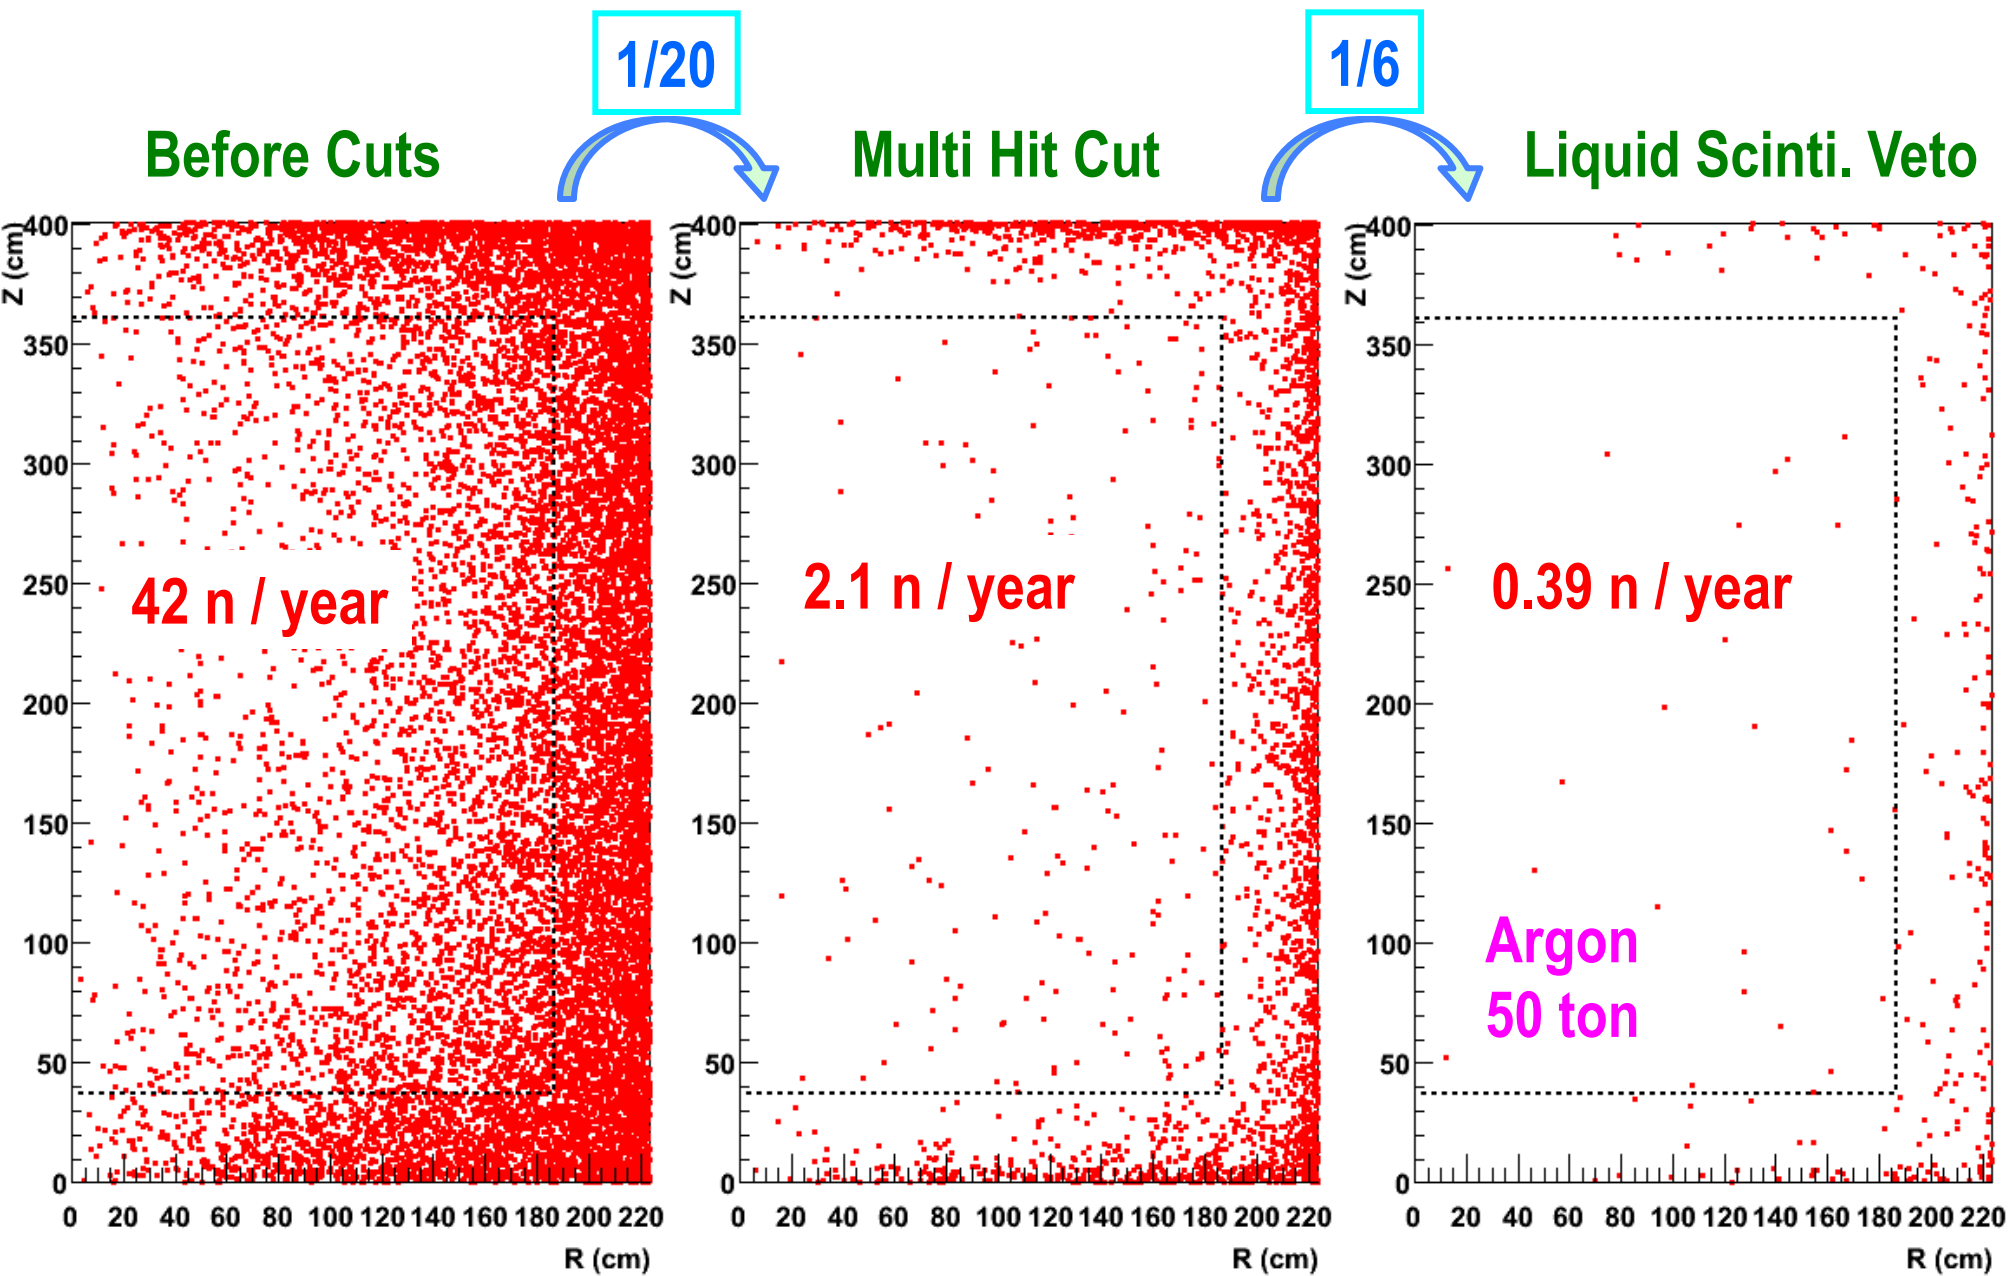 1/20
1/6
Before Cuts
Multi Hit Cut
Liquid Scinti. Veto
Z (cm)
400
350
300
250
200
150
100
50
0
42 n / year
0 20 40 60 80 100 120 140 160 180 200 220
R (cm)
Z (cm)
400
350
300
250
200
150
100
50
0
2.1 n / year
0 20 40 60 80 100 120 140 160 180 200 220
R (cm)
Z (cm)
400
350
300
250
200
150
100
50
0
0.39 n / year
Argon
50 ton
0 20 40 60 80 100 120 140 160 180 200 220
R (cm)